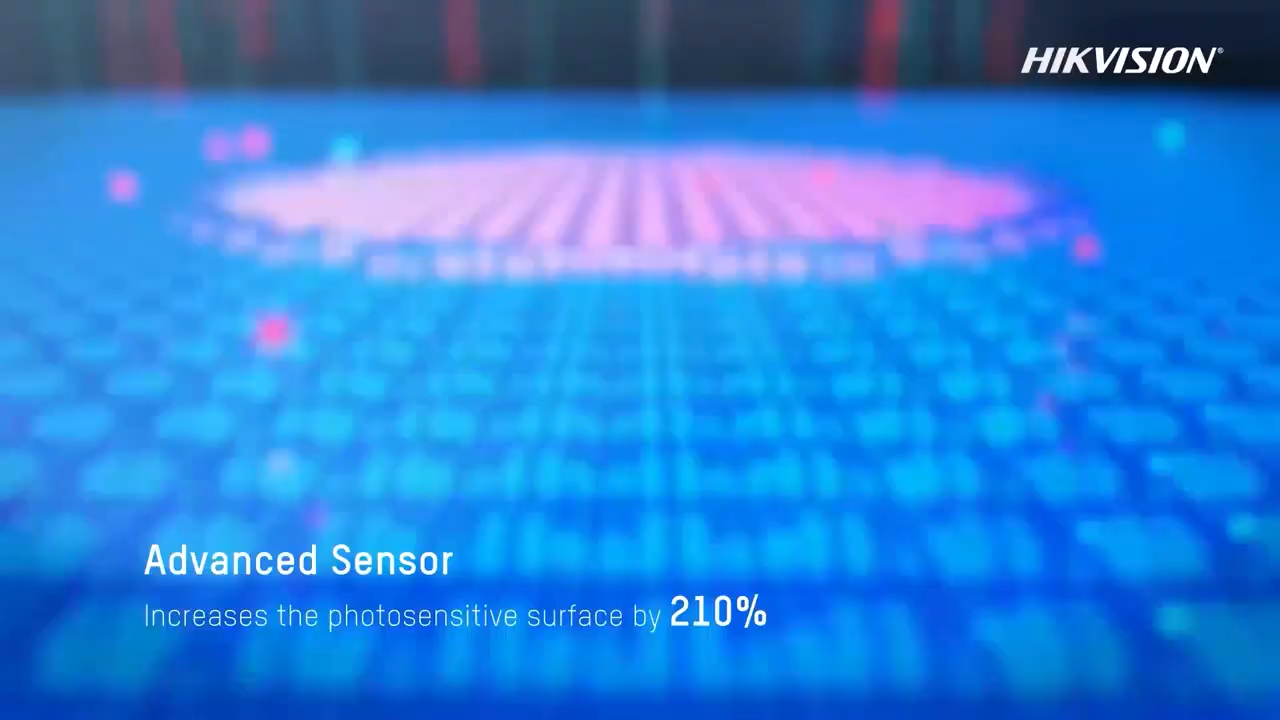 HIKVISION®
Advanced Sensor
Increases the photosensitive surface by 210%